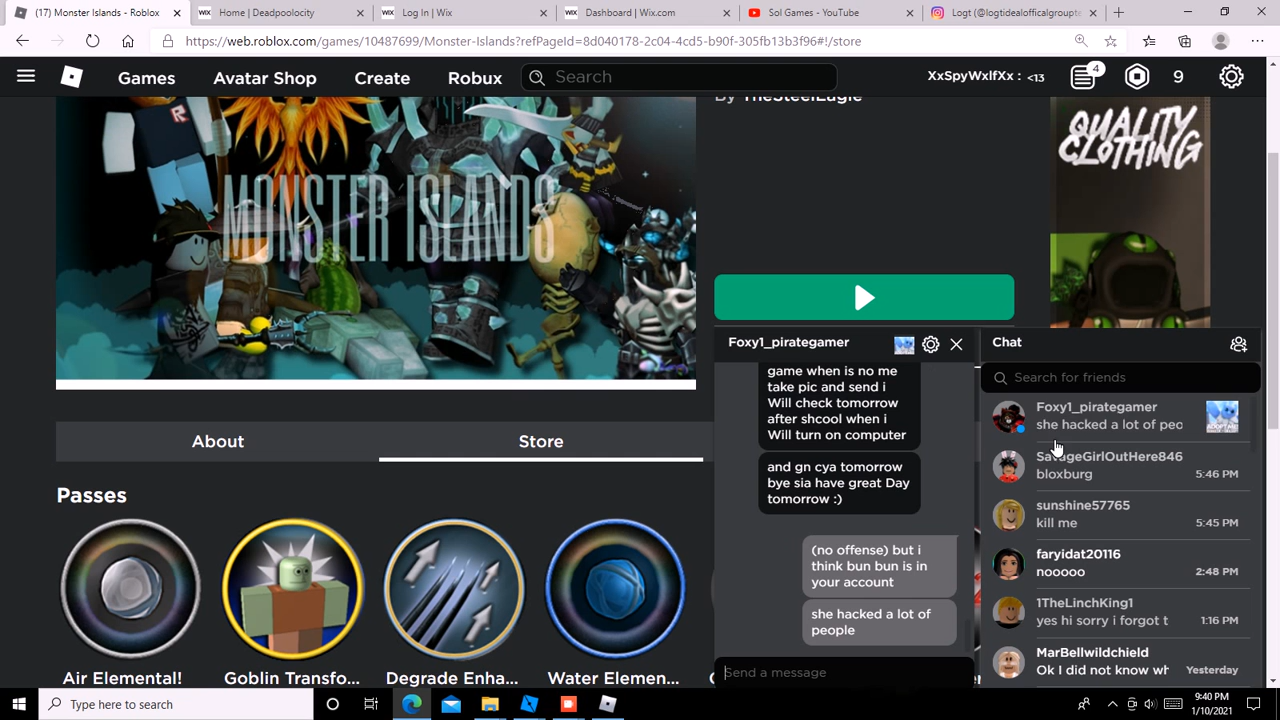 (17) Monster Islands - Roblox
WIX Home | Deadpoolocity
WIX Log In | Wix
WIX Dashboard | Wix.com
Sol Games - YouTube
Logt (@logtidealofficalgroupte
https://web.roblox.com/games/10487699/Monster-Islands?refPageId=8d040178-2c04-4cd5-b90f-305fb13b3f96#!/store
Games
Avatar Shop
Create
Robux
Search
XxSpyWxlfXx : <13
4
9
By TheSteelEagle
R
MONSTER ISLANDS
QUALITY
CLOTHING
About
Store
Passes
Air Elemental!
Goblin Transfo...
Degrade Enha...
Water Elemen...
Foxy1_pirategamer
game when is no me
take pic and send i
Will check tomorrow
after shcool when i
Will turn on computer
and gn cya tomorrow
bye sia have great Day
tomorrow :)
(no offense) but i
think bun bun is in
your account
she hacked a lot of
people
Send a message
Chat
Search for friends
Foxy1_pirategamer
she hacked a lot of peo
SavageGirlOutHere846
bloxburg 5:46 PM
sunshine57765
kill me 5:45 PM
faryidat20116
nooooo 2:48 PM
1TheLinchKing1
yes hi sorry i forgot t 1:16 PM
MarBellwildchield
Ok I did not know wh Yesterday
Type here to search
9:40 PM
1/10/2021